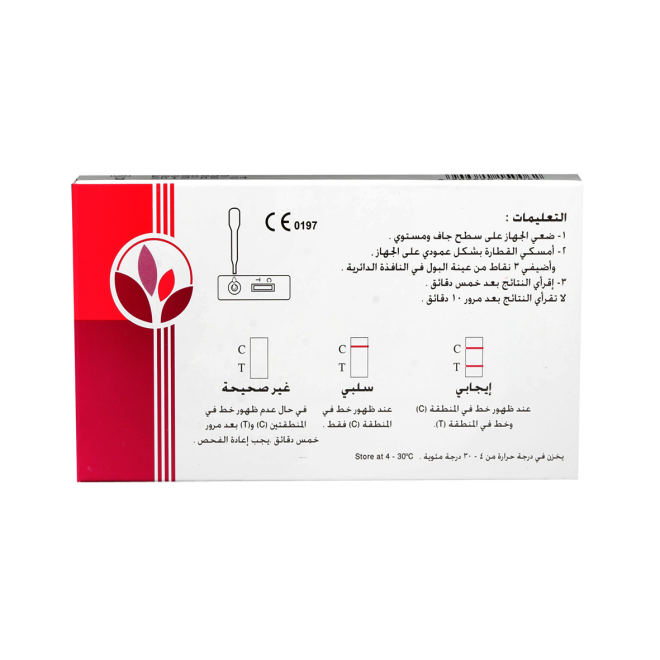 التعليمات :
١- ضعي الجهاز على سطح جاف ومستوي .
٢- أمسكي القطارة بشكل عمودي على الجهاز.
وأضيفي ٣ نقاط من عينة البول في النافذة الدائرية .
٣- إقرأي النتائج بعد خمس دقائق .
لا تقرأي النتائج بعد مرور ١٠ دقائق .
CE 0197
C
T
C
T
إيجابي
عند ظهور خط في المنطقة (C)
وخط في المنطقة (T).
C
T
سلبي
عند ظهور خط في
المنطقة (C) فقط .
C
T
غير صحيحة
في حال عدم ظهور خط في
المنطقتين (C) و(T) بعد مرور
خمس دقائق .يجب إعادة الفحص .
يخزن في درجة حرارة من ٤ - ٣٠ درجة مئوية . Store at 4 - 30°C